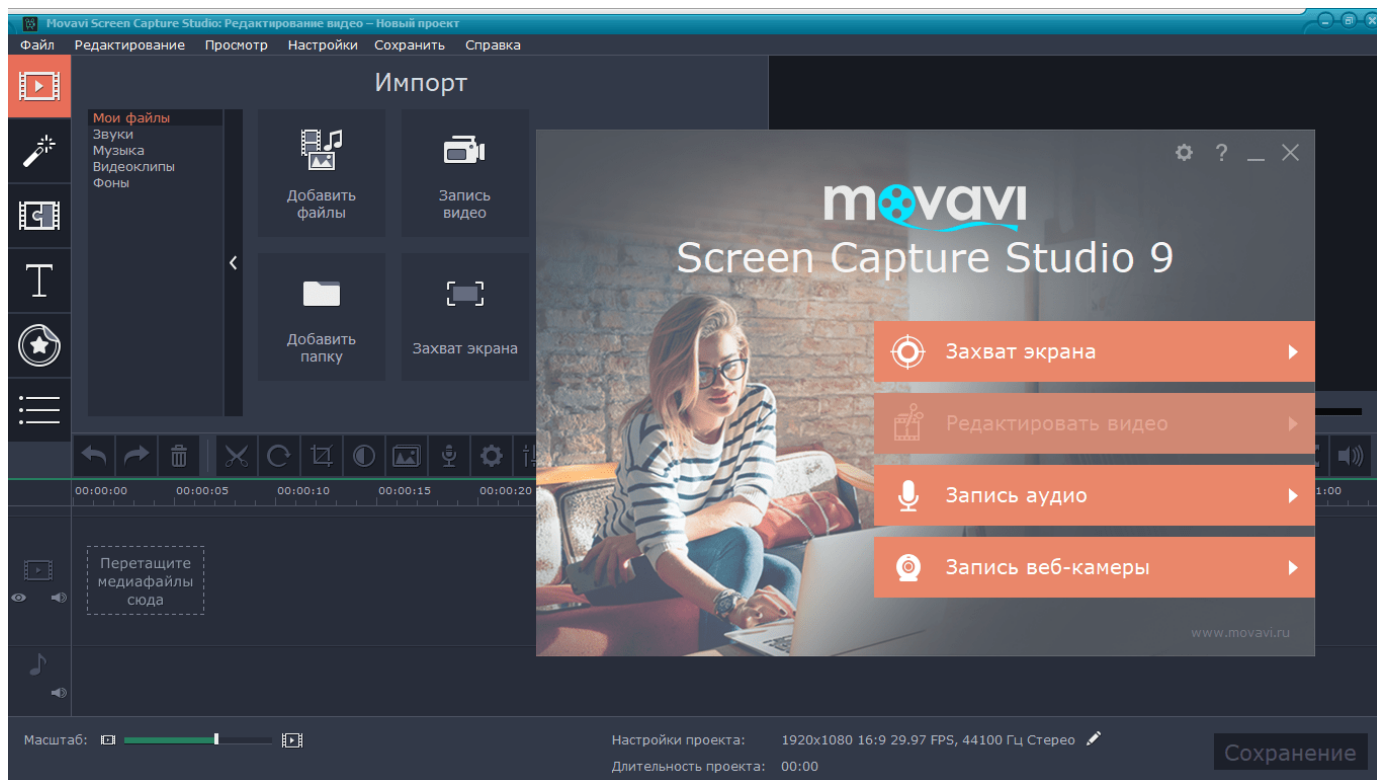 Movavi Screen Capture Studio: Редактирование видео – Новый проект
Файл Редактирование Просмотр Настройки Сохранить Справка
Импорт
Мои файлы
Звуки
Музыка
Видеоклипы
Фоны
Добавить
файлы
Запись
видео
Добавить
папку
Захват экрана
movavi
Screen Capture Studio 9
Захват экрана
Редактировать видео
Запись аудио
Запись веб-камеры
www.movavi.ru
00:00:00 00:00:05 00:00:10 00:00:15 00:00:20 1:00
Перетащите
медиафайлы
сюда
Масштаб:
Настройки проекта: 1920x1080 16:9 29.97 FPS, 44100 Гц Стерео
Длительность проекта: 00:00
Сохранение